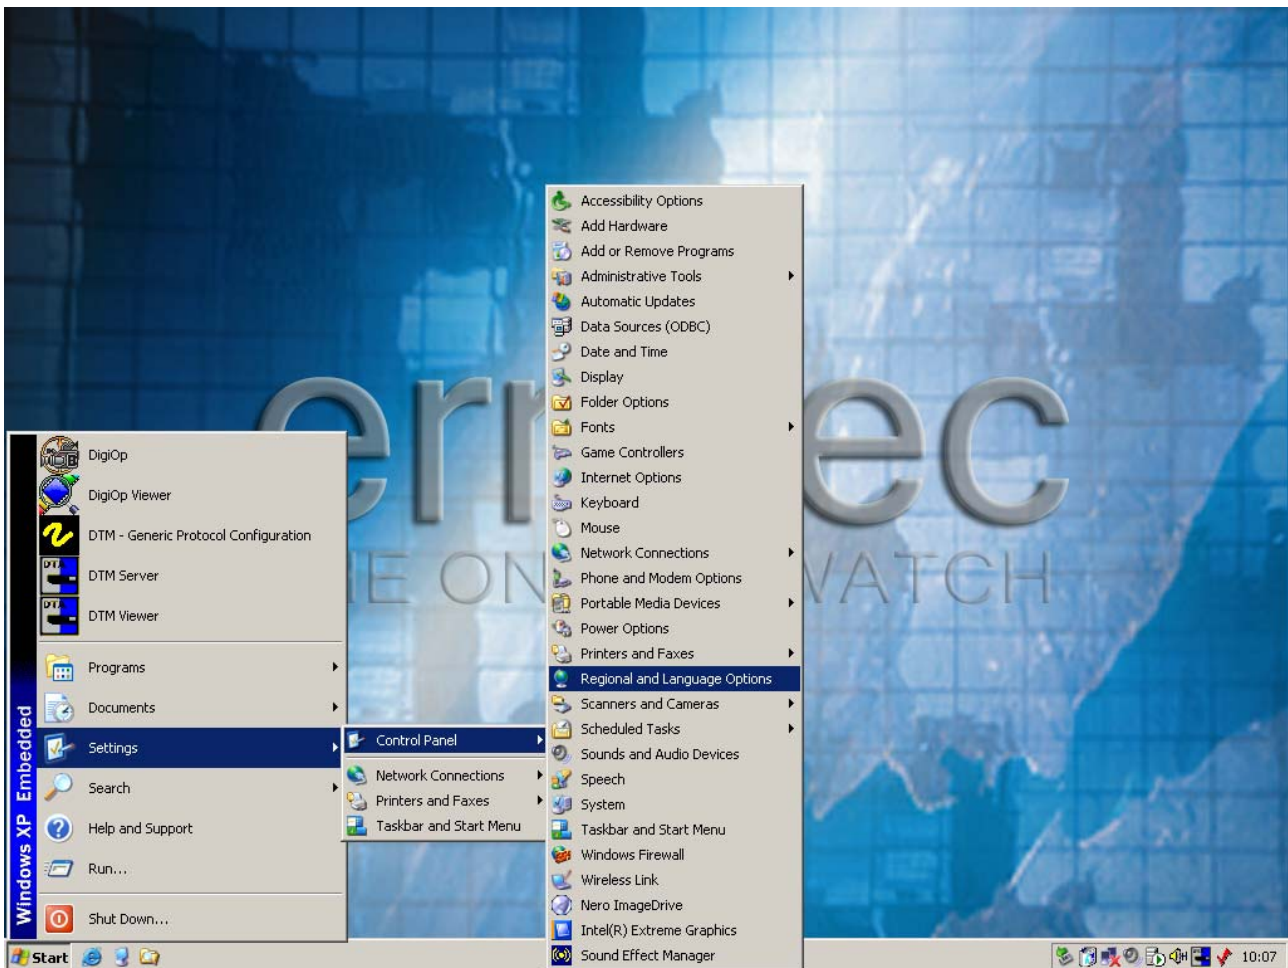 DigiOp
DigiOp Viewer
DTM - Generic Protocol Configuration
DTM Server
DTM Viewer
Programs
Documents
Settings
Search
Help and Support
Run...
Shut Down...
Windows XP Embedded
Control Panel
Network Connections
Printers and Faxes
Taskbar and Start Menu
Accessibility Options
Add Hardware
Add or Remove Programs
Administrative Tools
Automatic Updates
Data Sources (ODBC)
Date and Time
Display
Folder Options
Fonts
Game Controllers
Internet Options
Keyboard
Mouse
Network Connections
Phone and Modem Options
Portable Media Devices
Power Options
Printers and Faxes
Regional and Language Options
Scanners and Cameras
Scheduled Tasks
Sounds and Audio Devices
Speech
System
Taskbar and Start Menu
Windows Firewall
Wireless Link
Nero ImageDrive
Intel(R) Extreme Graphics
Sound Effect Manager
WATCH
Start
10:07